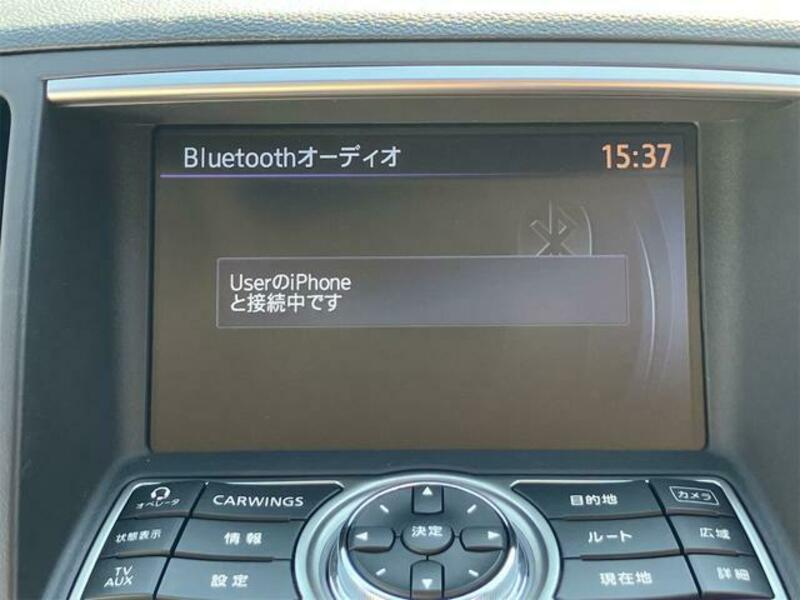 Bluetoothオーディオ
15:37
UserのiPhone
と接続中です
オペレータ
CARWINGS
目的地
カメラ
状態表示
情報
決定
ルート
広域
TV
AUX
設定
現在地
詳細